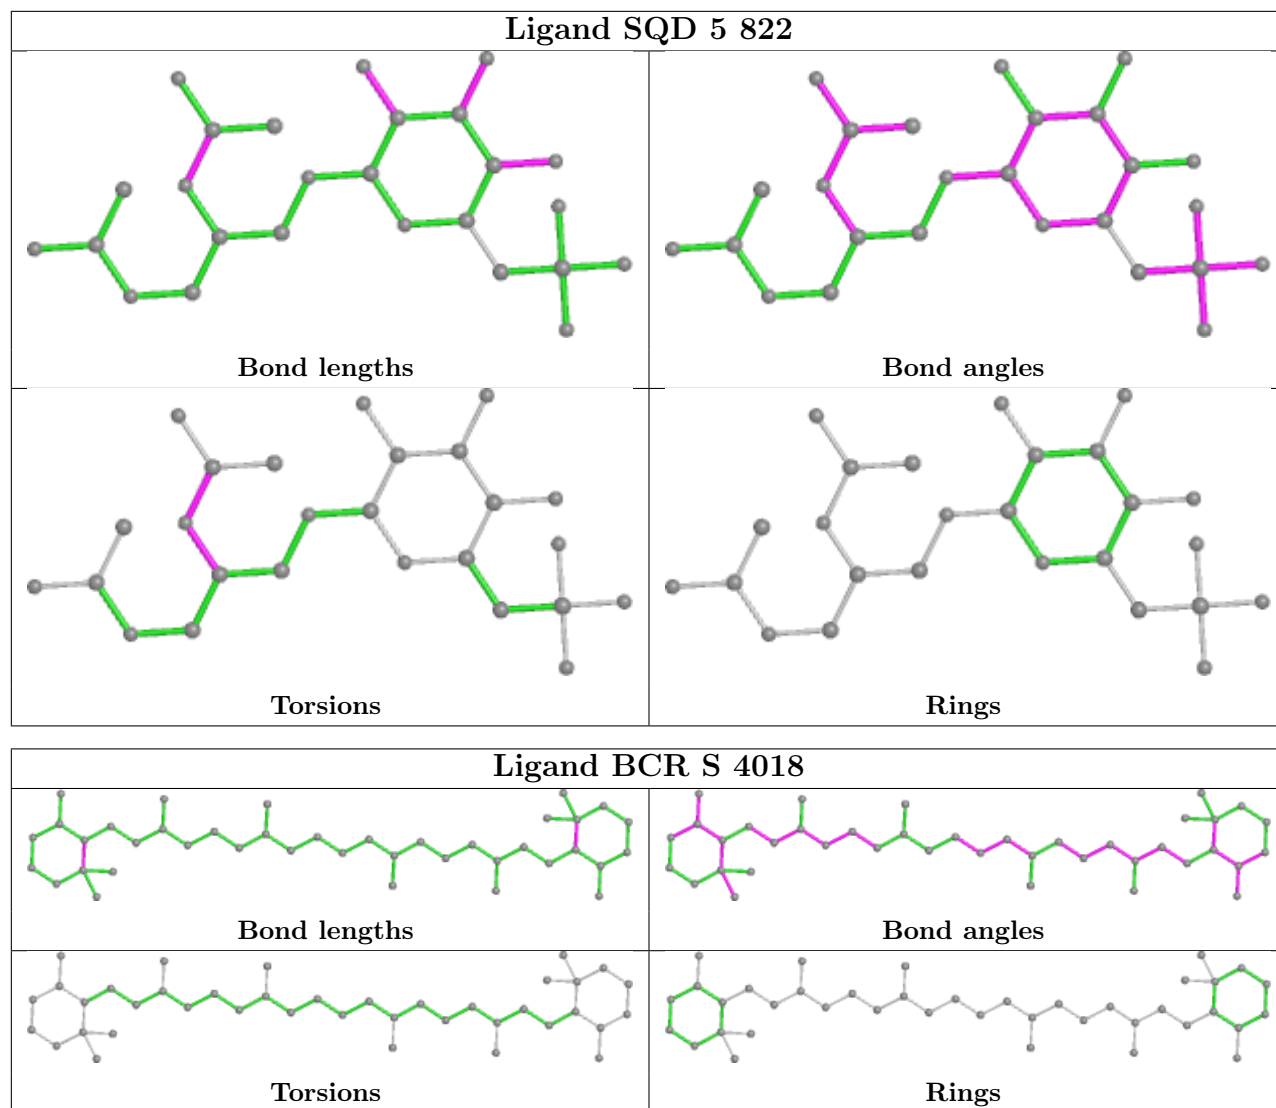 Ligand SQD 5 822
Bond lengths
Bond angles
Torsions
Rings
Ligand BCR S 4018
Bond lengths
Bond angles
Torsions
Rings